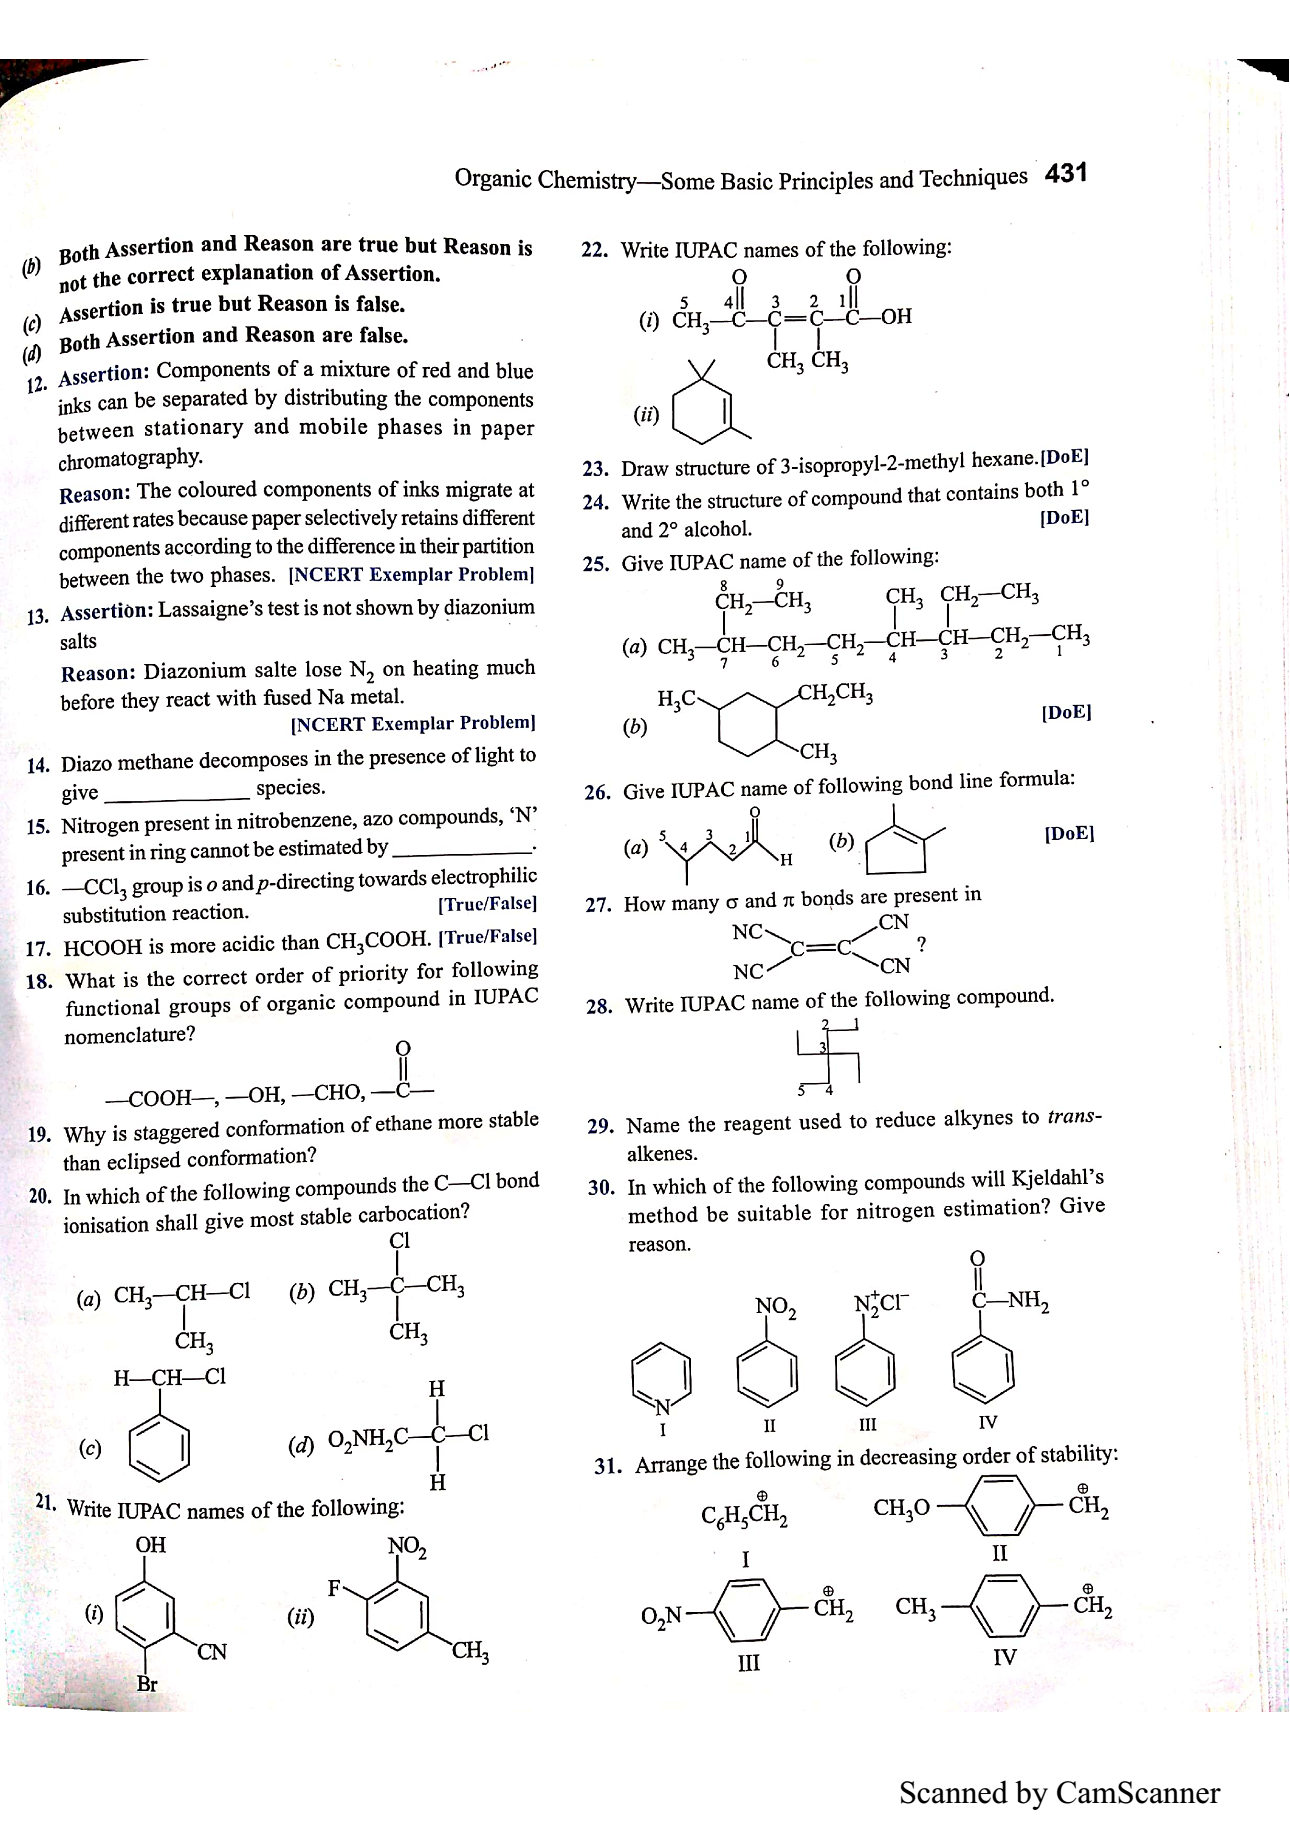 Organic Chemistry—Some Basic Principles and Techniques 431
(b) Both Assertion and Reason are true but Reason is
not the correct explanation of Assertion.
(c) Assertion is true but Reason is false.
(d) Both Assertion and Reason are false.
12. Assertion: Components of a mixture of red and blue
inks can be separated by distributing the components
between stationary and mobile phases in paper
chromatography.
Reason: The coloured components of inks migrate at
different rates because paper selectively retains different
components according to the difference in their partition
between the two phases. [NCERT Exemplar Problem]
13. Assertion: Lassaigne's test is not shown by diazonium
salts
Reason: Diazonium salte lose N₂ on heating much
before they react with fused Na metal.
[NCERT Exemplar Problem]
14. Diazo methane decomposes in the presence of light to
give ____________ species.
15. Nitrogen present in nitrobenzene, azo compounds, 'N'
present in ring cannot be estimated by ____________.
16. —CCl₃ group is o and p-directing towards electrophilic
substitution reaction. [True/False]
17. HCOOH is more acidic than CH₃COOH. [True/False]
18. What is the correct order of priority for following
functional groups of organic compound in IUPAC
nomenclature?
O
—COOH—, —OH, —CHO, —C—
19. Why is staggered conformation of ethane more stable
than eclipsed conformation?
20. In which of the following compounds the C—Cl bond
ionisation shall give most stable carbocation?
Cl
(a) CH₃—CH—Cl (b) CH₃—C—CH₃
CH₃ CH₃
H—CH—Cl
H
(c) (d) O₂NH₂C—C—Cl
H
21. Write IUPAC names of the following:
OH NO₂
F
(i) (ii)
CN CH₃
Br
22. Write IUPAC names of the following:
O O
5 4 3 2 1
(i) CH₃—C—C=C—C—OH
CH₃ CH₃
(ii)
23. Draw structure of 3-isopropyl-2-methyl hexane.[DoE]
24. Write the structure of compound that contains both 1°
and 2° alcohol. [DoE]
25. Give IUPAC name of the following:
8 9
CH₂—CH₃ CH₃ CH₂—CH₃
(a) CH₃—CH—CH₂—CH₂—CH—CH—CH₂—CH₃
7 6 5 4 3 2 1
H₃C CH₂CH₃
(b) [DoE]
CH₃
26. Give IUPAC name of following bond line formula:
O
(a) 5 4 3 2 1 H (b) [DoE]
27. How many σ and π bonds are present in
NC CN
C=C ?
NC CN
28. Write IUPAC name of the following compound.
2 1
3
5 4
29. Name the reagent used to reduce alkynes to trans-
alkenes.
30. In which of the following compounds will Kjeldahl's
method be suitable for nitrogen estimation? Give
reason.
O
NO₂ N₂⁺Cl⁻ C—NH₂
N
I II III IV
31. Arrange the following in decreasing order of stability:
C₆H₅CH₂⊕ CH₃O CH₂⊕
I II
O₂N CH₂⊕ CH₃ CH₂⊕
III IV
Scanned by CamScanner